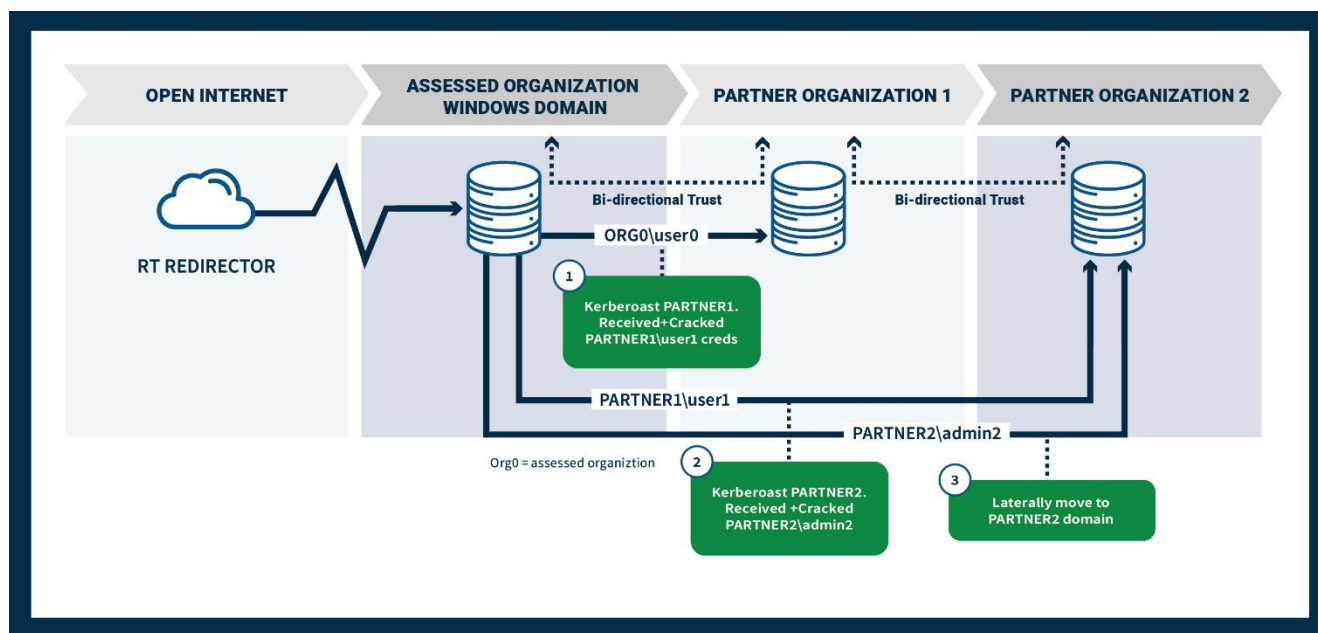 OPEN INTERNET
ASSESSED ORGANIZATION
WINDOWS DOMAIN
PARTNER ORGANIZATION 1
PARTNER ORGANIZATION 2
Bi-directional Trust
Bi-directional Trust
ORG0\user0
RT REDIRECTOR
1
Kerberoast PARTNER1.
Received+Cracked
PARTNER1\user1 creds
PARTNER1\user1
PARTNER2\admin2
Org0 = assessed organiztion
2
Kerberoast PARTNER2.
Received +Cracked
PARTNER2\admin2
3
Laterally move to
PARTNER2 domain